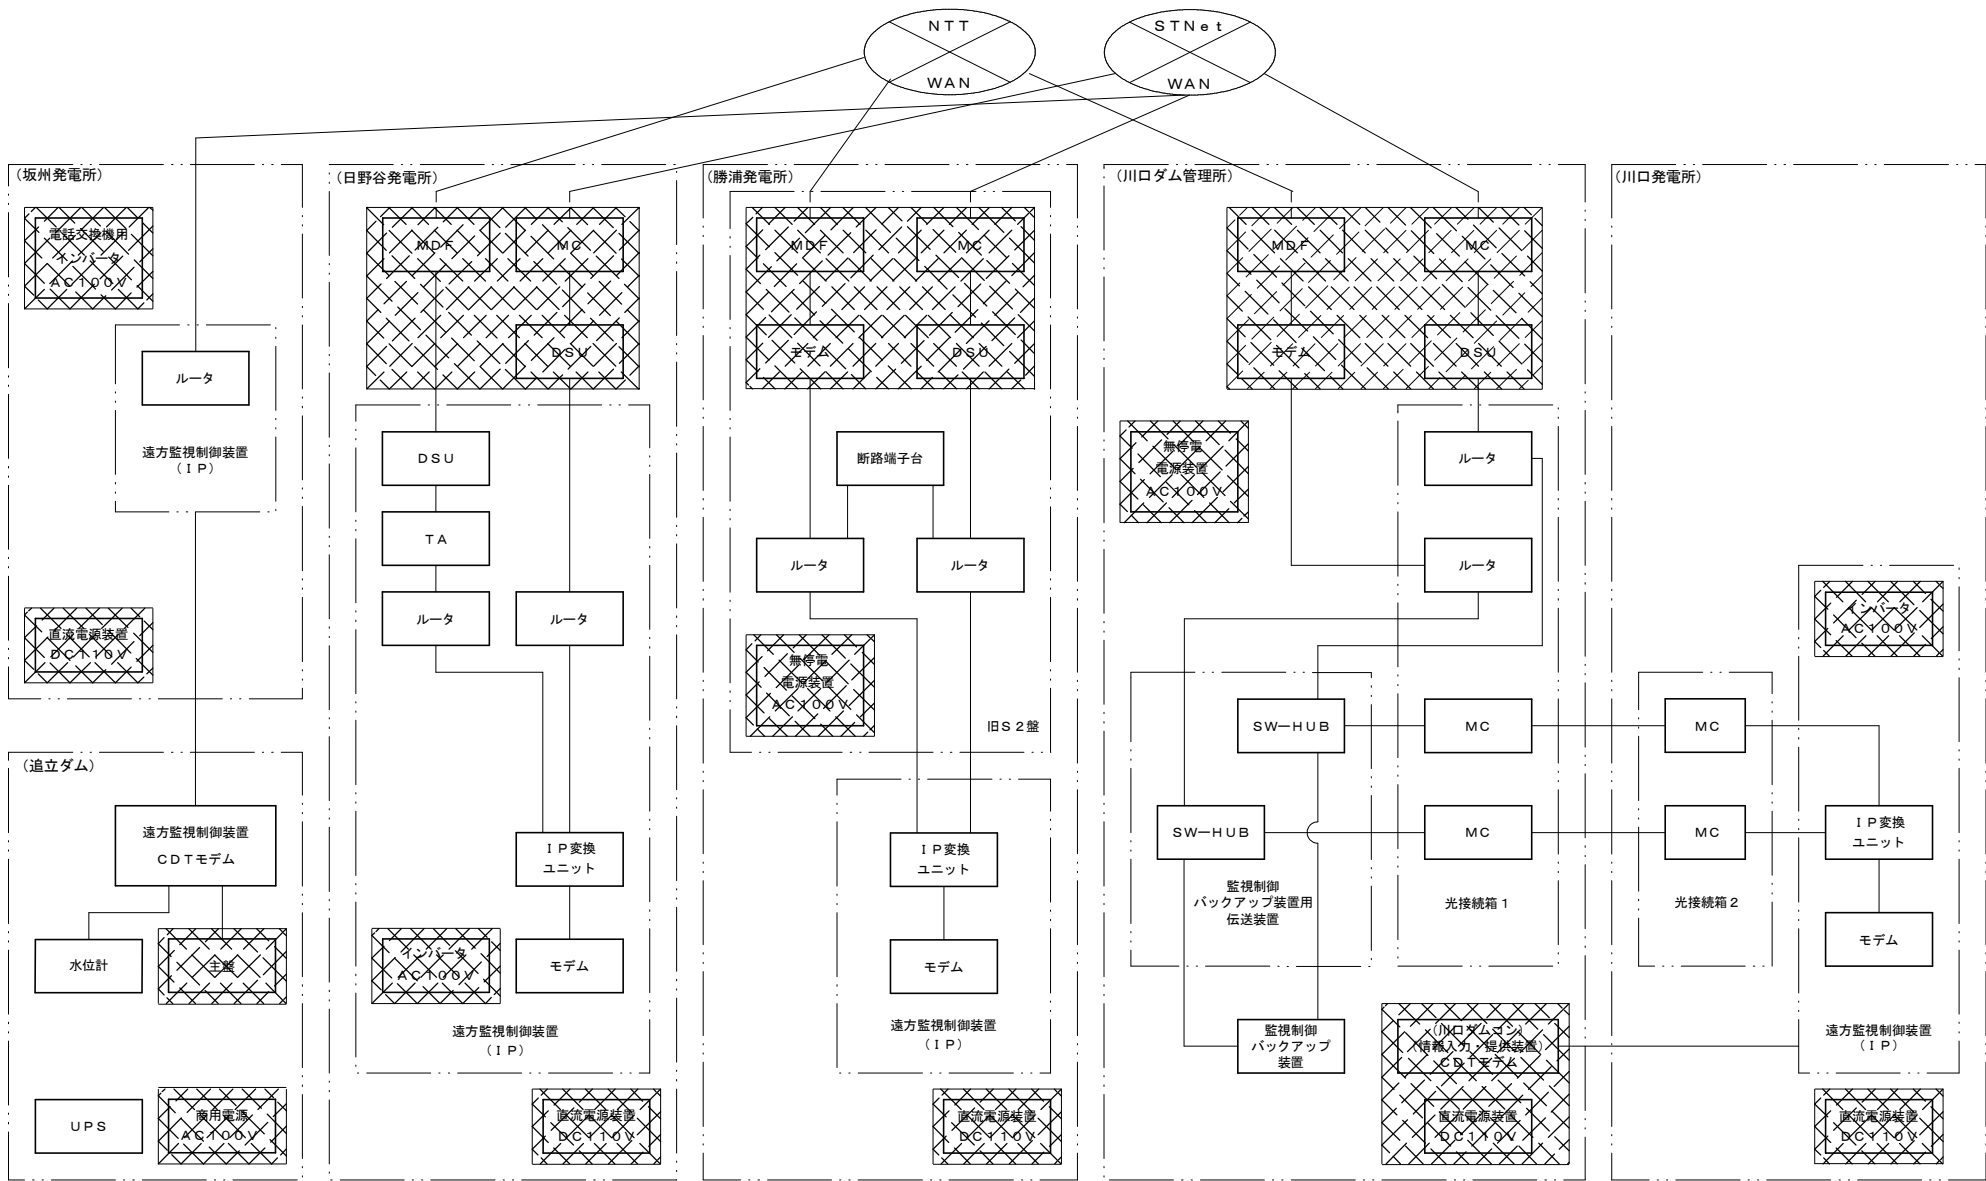 ＮＴＴ
ＷＡＮ
ＳＴＮｅｔ
ＷＡＮ
（坂州発電所）
電話交換機用
インバータ
ＡＣ１００Ｖ
ルータ
遠方監視制御装置
（ＩＰ）
直流電源装置
ＤＣ１１０Ｖ
（追立ダム）
遠方監視制御装置
ＣＤＴモデム
水位計
主盤
ＵＰＳ
商用電源
ＡＣ１００Ｖ
（日野谷発電所）
ＭＤＦ
ＭＣ
ＤＳＵ
ＤＳＵ
ＴＡ
ルータ
ルータ
ＩＰ変換
ユニット
インバータ
ＡＣ１００Ｖ
モデム
遠方監視制御装置
（ＩＰ）
直流電源装置
ＤＣ１１０Ｖ
（勝浦発電所）
ＭＤＦ
ＭＣ
モデム
ＤＳＵ
断路端子台
ルータ
ルータ
無停電
電源装置
ＡＣ１００Ｖ
旧Ｓ２盤
ＩＰ変換
ユニット
モデム
遠方監視制御装置
（ＩＰ）
直流電源装置
ＤＣ１１０Ｖ
（川口ダム管理所）
ＭＤＦ
ＭＣ
モデム
ＤＳＵ
無停電
電源装置
ＡＣ１００Ｖ
ルータ
ルータ
ＳＷーＨＵＢ
ＭＣ
ＳＷーＨＵＢ
ＭＣ
監視制御
バックアップ装置用
伝送装置
光接続箱１
監視制御
バックアップ
装置
（川口ダムコン）
（情報入力・提供装置）
ＣＤＴモデム
直流電源装置
ＤＣ１１０Ｖ
（川口発電所）
インバータ
ＡＣ１００Ｖ
ＭＣ
ＭＣ
ＩＰ変換
ユニット
光接続箱２
モデム
遠方監視制御装置
（ＩＰ）
直流電源装置
ＤＣ１１０Ｖ